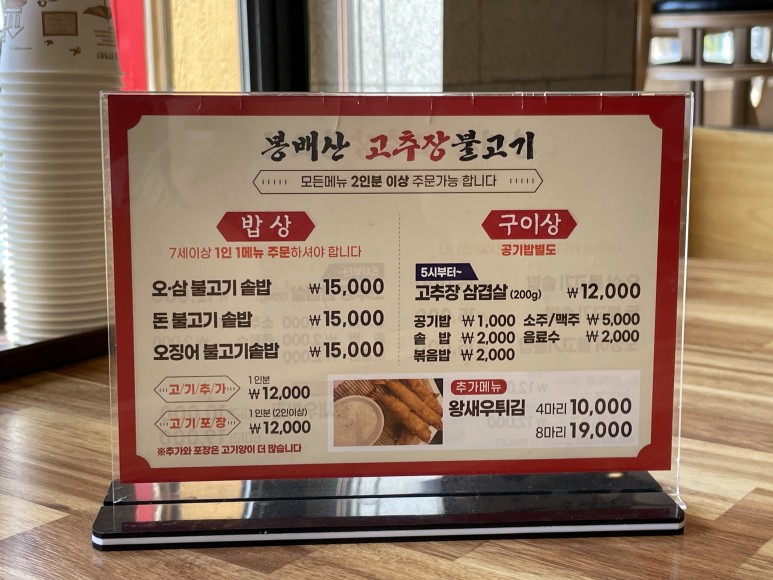 봉배산 고추장불고기
모든메뉴 2인분 이상 주문가능 합니다
밥 상
7세이상 1인 1메뉴 주문하셔야 합니다
오·삼 불고기 솥밥 ₩15,000
돈 불고기 솥밥 ₩15,000
오징어 불고기솥밥 ₩15,000
고/기/추/가 1인분 ₩12,000
고/기/포/장 1인분 (2인이상) ₩12,000
※추가와 포장은 고기양이 더 많습니다
구이상
공기밥별도
5시부터~
고추장 삼겹살 (200g) ₩12,000
공기밥 ₩1,000 소주/맥주 ₩5,000
솥 밥 ₩2,000 음료수 ₩2,000
볶음밥 ₩2,000
추가메뉴
왕새우튀김 4마리 10,000
8마리 19,000